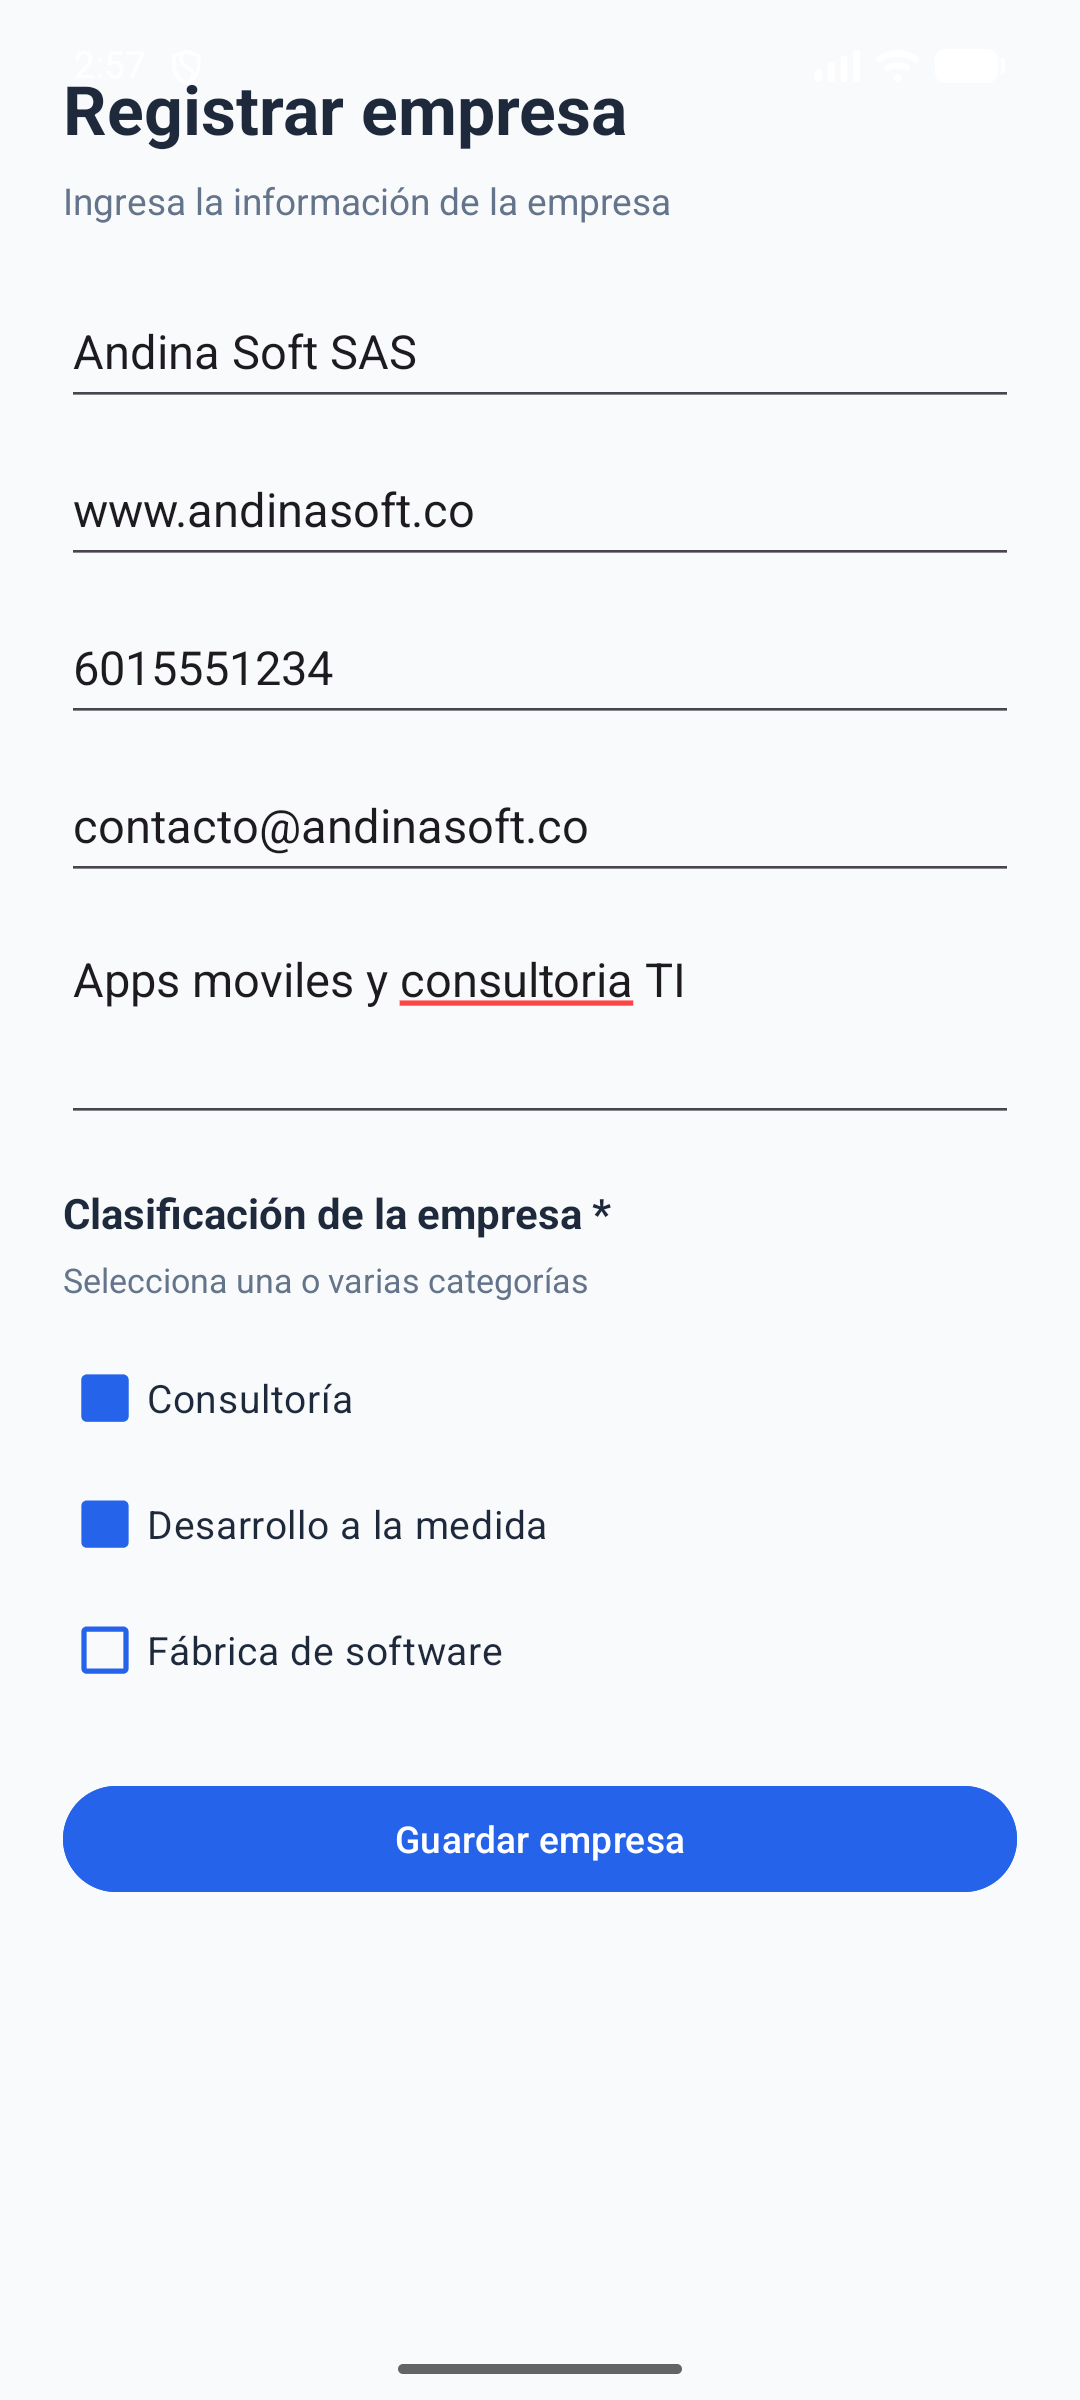 2:57
Registrar empresa
Ingresa la información de la empresa
Andina Soft SAS
www.andinasoft.co
6015551234
contacto@andinasoft.co
Apps moviles y consultoria TI
Clasificación de la empresa *
Selecciona una o varias categorías
Consultoría
Desarrollo a la medida
Fábrica de software
Guardar empresa